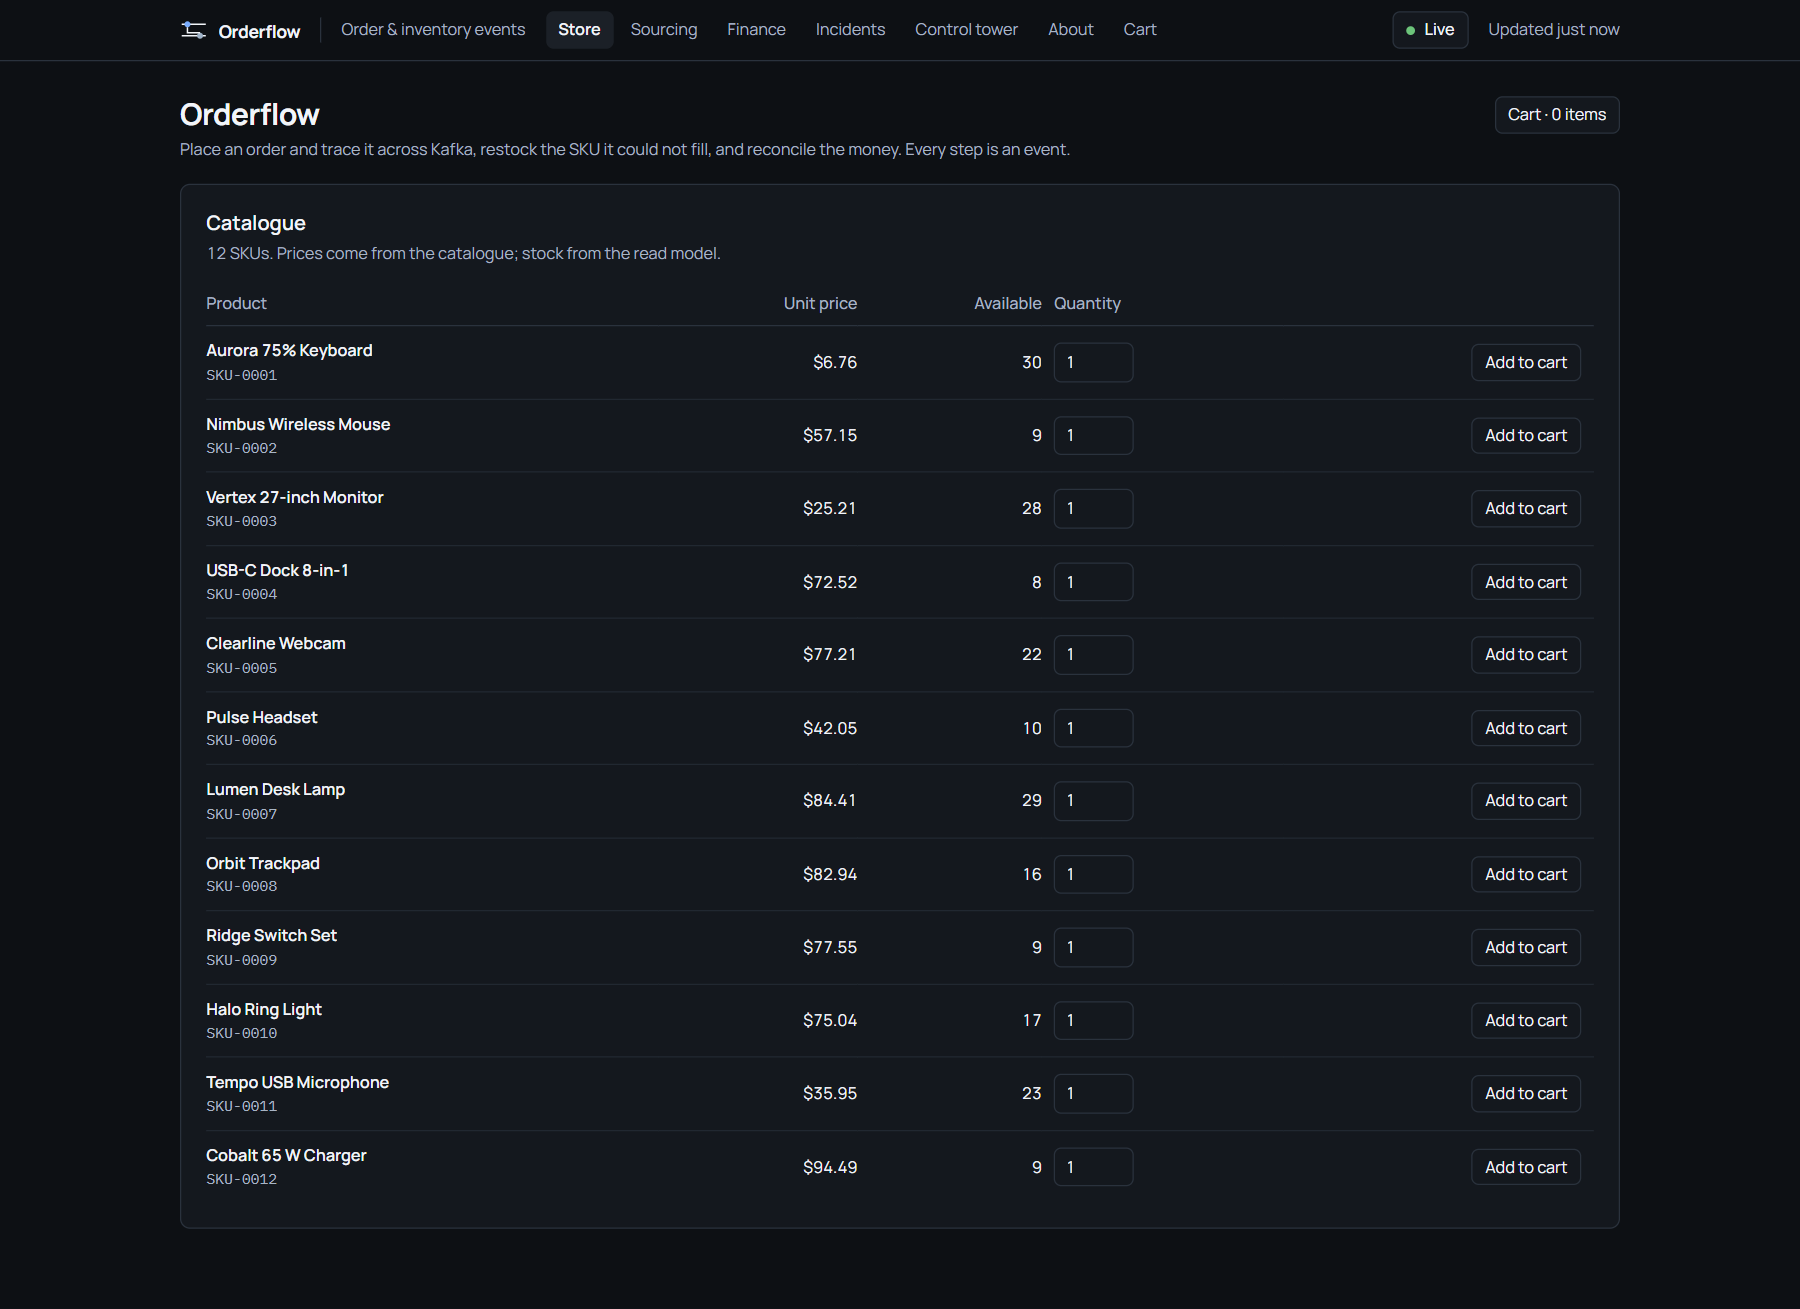 Orderflow
Order & inventory events
Store
Sourcing
Finance
Incidents
Control tower
About
Cart
Live
Updated just now
Orderflow
Cart · 0 items
Place an order and trace it across Kafka, restock the SKU it could not fill, and reconcile the money. Every step is an event.
Catalogue
12 SKUs. Prices come from the catalogue; stock from the read model.
Product Unit price Available Quantity
Aurora 75% Keyboard
SKU-0001
$6.76 30 1 Add to cart
Nimbus Wireless Mouse
SKU-0002
$57.15 9 1 Add to cart
Vertex 27-inch Monitor
SKU-0003
$25.21 28 1 Add to cart
USB-C Dock 8-in-1
SKU-0004
$72.52 8 1 Add to cart
Clearline Webcam
SKU-0005
$77.21 22 1 Add to cart
Pulse Headset
SKU-0006
$42.05 10 1 Add to cart
Lumen Desk Lamp
SKU-0007
$84.41 29 1 Add to cart
Orbit Trackpad
SKU-0008
$82.94 16 1 Add to cart
Ridge Switch Set
SKU-0009
$77.55 9 1 Add to cart
Halo Ring Light
SKU-0010
$75.04 17 1 Add to cart
Tempo USB Microphone
SKU-0011
$35.95 23 1 Add to cart
Cobalt 65 W Charger
SKU-0012
$94.49 9 1 Add to cart